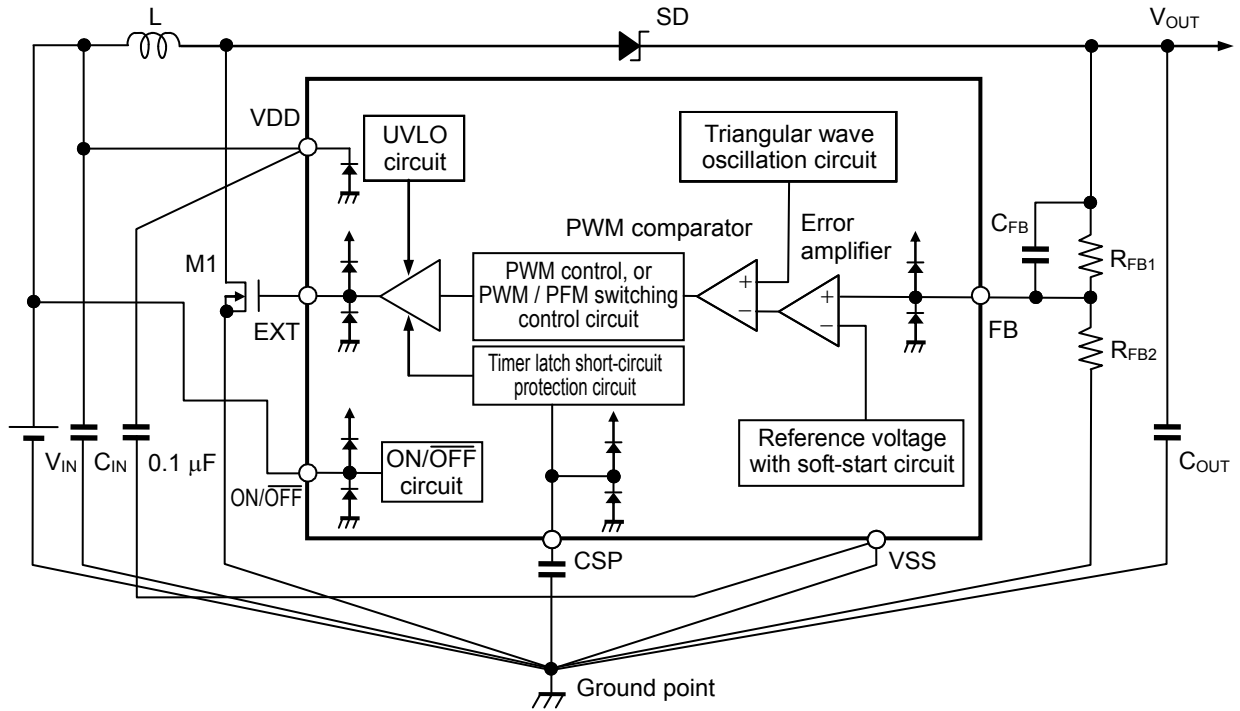 L
SD
VOUT
VDD
UVLO
circuit
Triangular wave
oscillation circuit
PWM comparator
Error
amplifier
CFB
RFB1
M1
PWM control, or
PWM / PFM switching
control circuit
+
−
+
−
EXT
FB
RFB2
Timer latch short-circuit
protection circuit
VIN
CIN
0.1 µF
ON/OFF
ON/OFF
circuit
Reference voltage
with soft-start circuit
COUT
CSP
VSS
Ground point